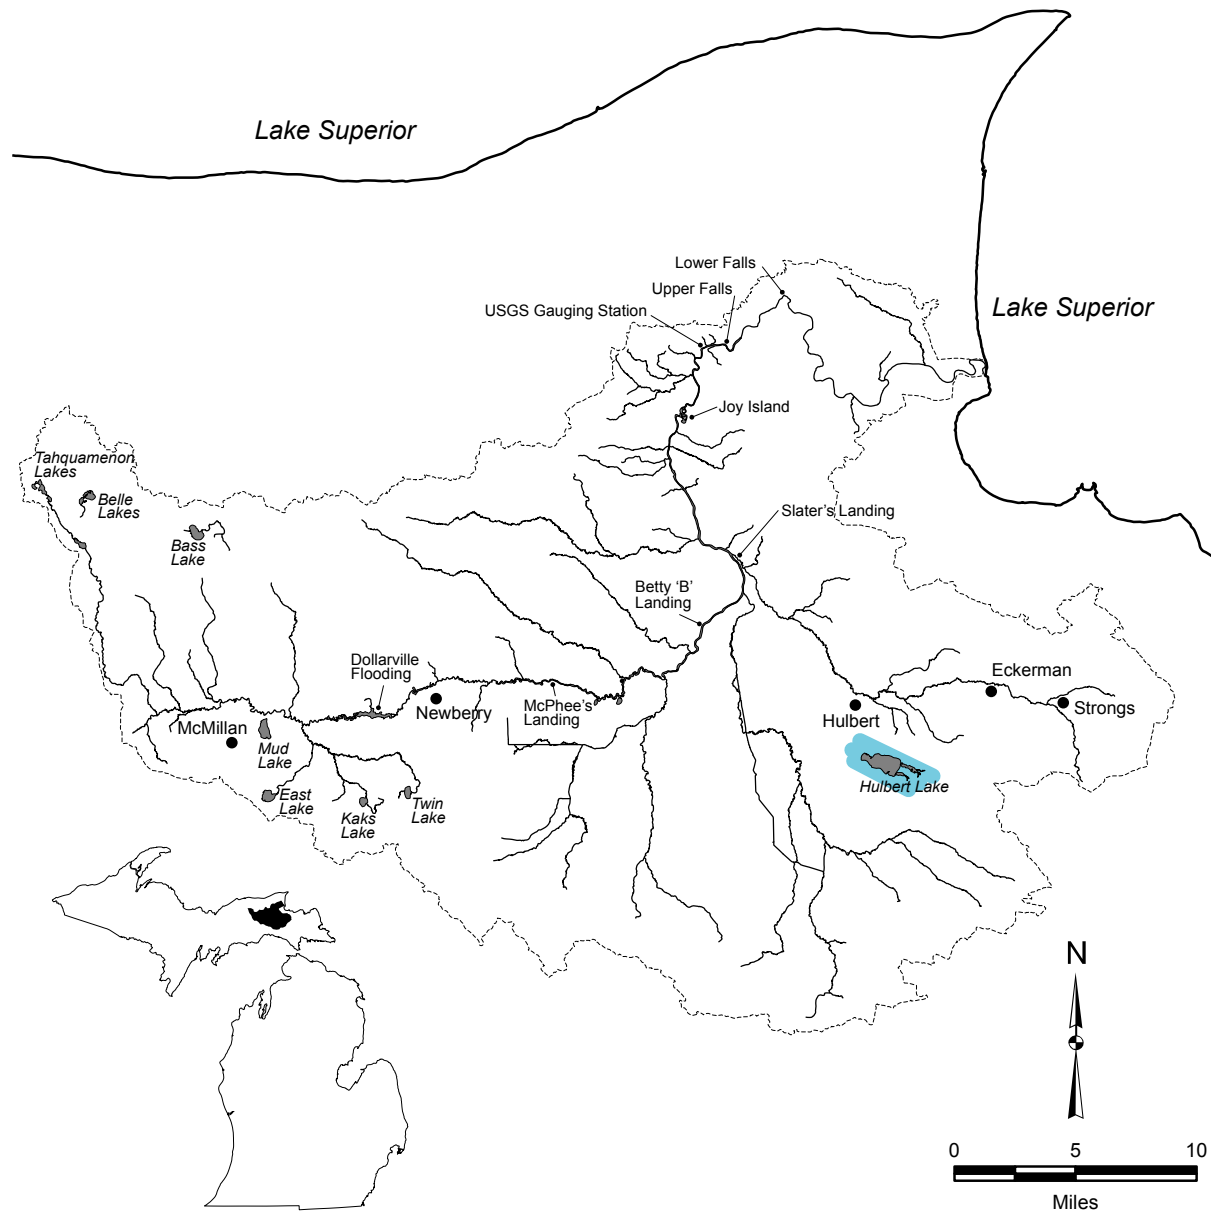 Lake Superior
Lower Falls
Upper Falls
USGS Gauging Station
Lake Superior
Joy Island
Tahquamenon
Lakes
Belle
Lakes
Slater's Landing
Bass
Lake
Betty ‘B’
Landing
Dollarville
Flooding
Eckerman
McPhee's
Landing
Newberry
Strongs
Hulbert
McMillan
Mud
Lake
Hulbert Lake
East
Lake
Kaks
Lake
Twin
Lake
N
0 5 10
Miles